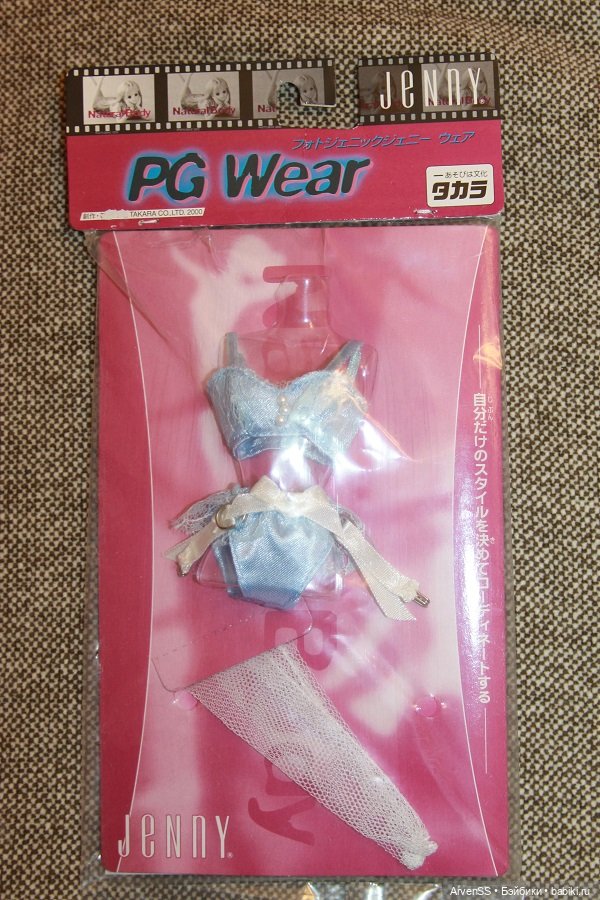 JeNNY
Natural Body
Natural Body
Natural Body
フォトジェニックジェニー ウェア
PG Wear
あそびは文化
タカラ
TAKARA CO.,LTD. 2000
自分だけのスタイルを決めてコーディネートする
JeNNY®
ArvenSS • Бэйбики • babiki.ru